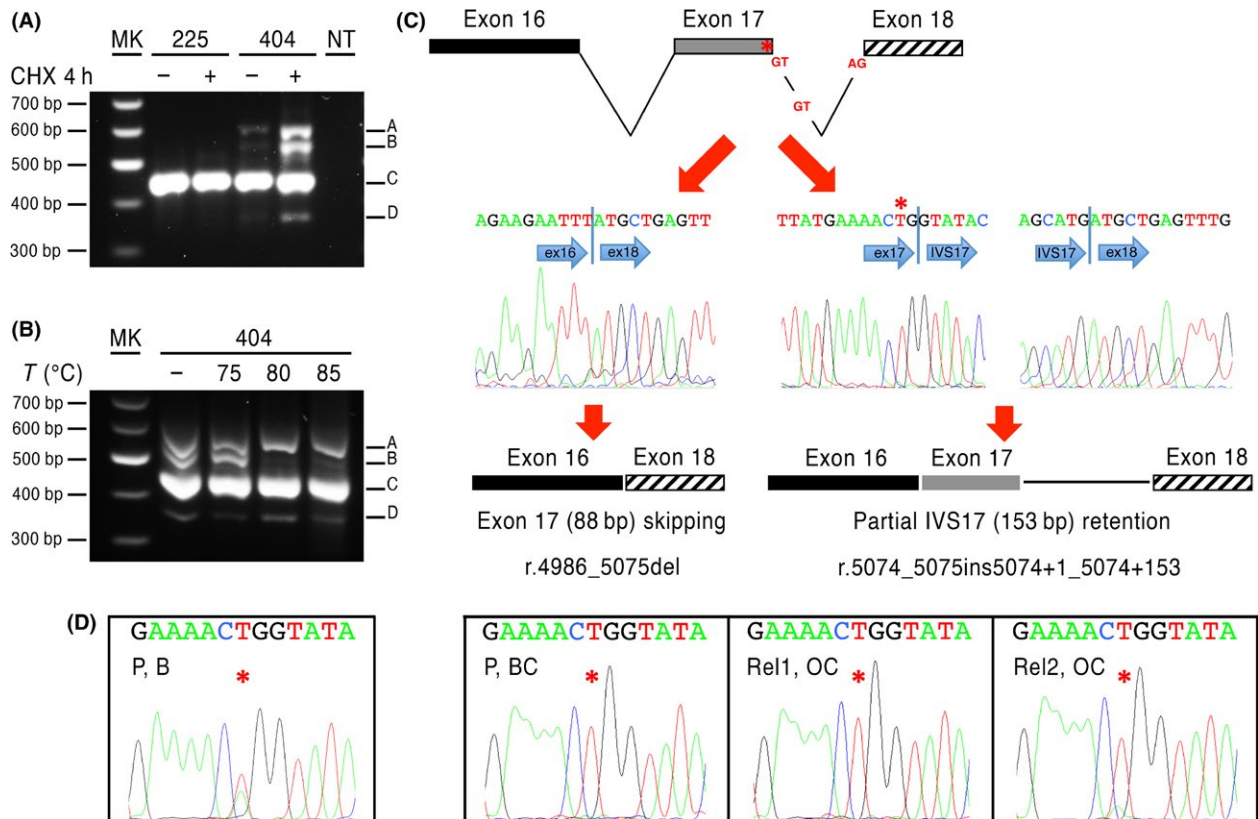 (A)
MK 225 404 NT
CHX 4 h – + – +
700 bp
600 bp
500 bp
400 bp
300 bp
A
B
C
D
(B)
MK 404
T (°C) – 75 80 85
700 bp
600 bp
500 bp
400 bp
300 bp
A
B
C
D
(C)
Exon 16 Exon 17 Exon 18
*
GT
GT
AG
*
AGAAGAATTTATGCTGAGTT TTATGAAAACTGGTATAC AGCATGATGCTGAGTTTG
ex16 ex18 ex17 IVS17 IVS17 ex18
Exon 16 Exon 18 Exon 16 Exon 17 Exon 18
Exon 17 (88 bp) skipping Partial IVS17 (153 bp) retention
r.4986_5075del r.5074_5075ins5074+1_5074+153
(D)
GAAAACTGGTATA GAAAACTGGTATA GAAAACTGGTATA GAAAACTGGTATA
P, B P, BC Rel1, OC Rel2, OC
* * * *